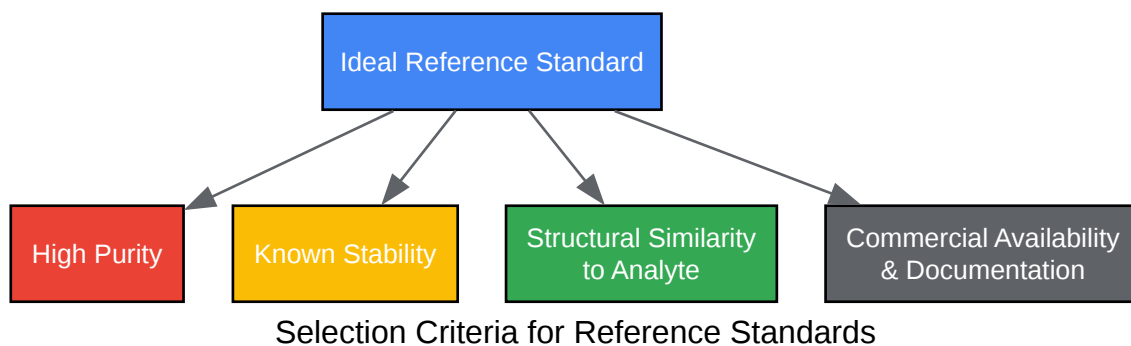 Ideal Reference Standard
High Purity
Known Stability
Structural Similarity
to Analyte
Commercial Availability
& Documentation
Selection Criteria for Reference Standards